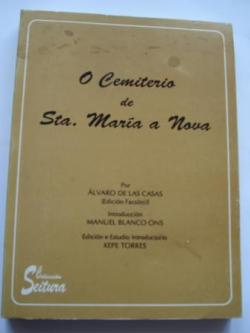 O Cemiterio
de
Sta. María a Nova
Por
ÁLVARO DE LAS CASAS
(Edición Facsímil)
Introducción
MANUEL BLANCO ONS
Edición e Estudio Introductorio
XEPE TORRES
Seitura